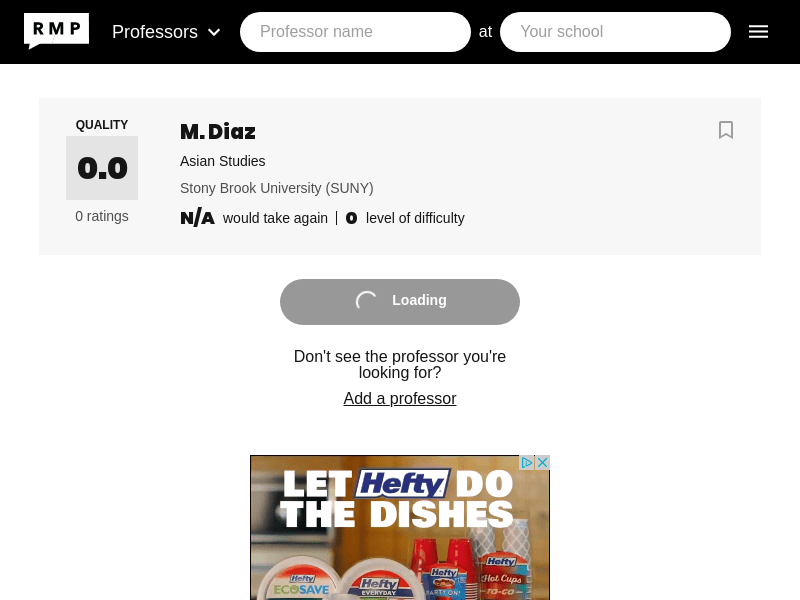 RMP Professors Professor name at Your school
QUALITY
0.0
0 ratings
M. Diaz
Asian Studies
Stony Brook University (SUNY)
N/A would take again | 0 level of difficulty
Loading
Don't see the professor you're
looking for?
Add a professor
LET Hefty DO
THE DISHES
Hefty
ECOSAVE
Hefty
EVERYDAY
Hefty
PARTY ON!
Hefty
Hot Cups
TO-GO